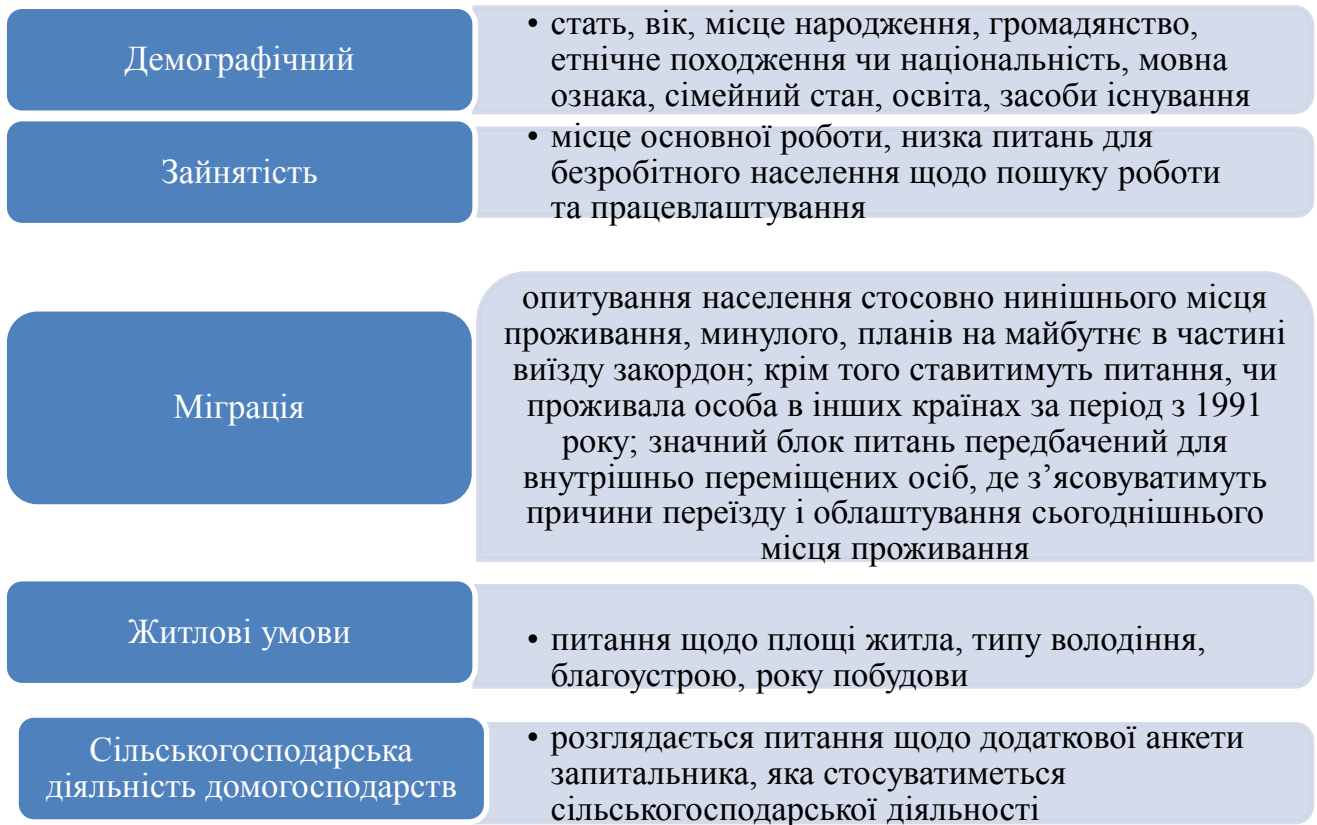 Демографічний
• стать, вік, місце народження, громадянство,
етнічне походження чи національність, мовна
ознака, сімейний стан, освіта, засоби існування
Зайнятість
• місце основної роботи, низка питань для
безробітного населення щодо пошуку роботи
та працевлаштування
Міграція
опитування населення стосовно нинішнього місця
проживання, минулого, планів на майбутнє в частині
виїзду закордон; крім того ставитимуть питання, чи
проживала особа в інших країнах за період з 1991
року; значний блок питань передбачений для
внутрішньо переміщених осіб, де з’ясовуватимуть
причини переїзду і облаштування сьогоднішнього
місця проживання
Житлові умови
• питання щодо площі житла, типу володіння,
благоустрою, року побудови
Сільськогосподарська
діяльність домогосподарств
• розглядається питання щодо додаткової анкети
запитальника, яка стосуватиметься
сільськогосподарської діяльності